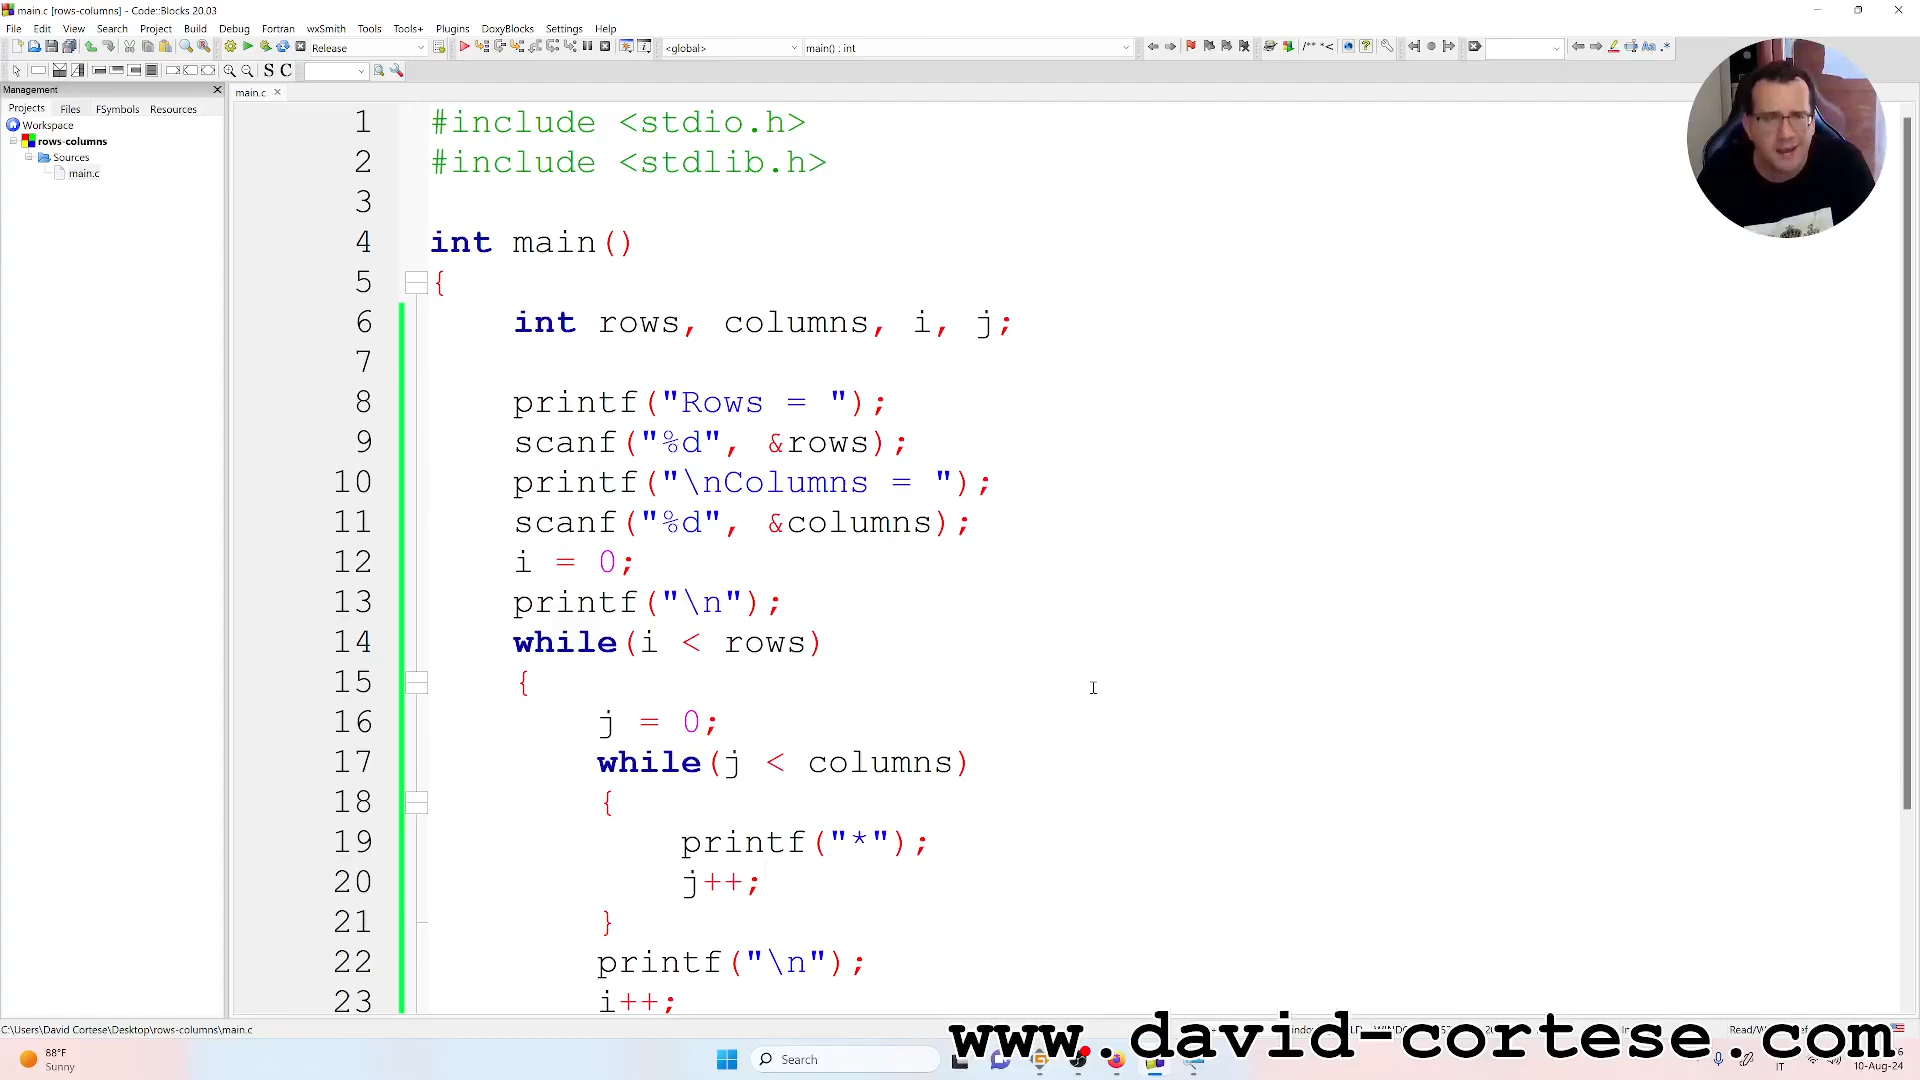 main.c [rows-columns] - Code::Blocks 20.03
File Edit View Search Project Build Debug Fortran wxSmith Tools Tools+ Plugins DoxyBlocks Settings Help
Release
<global>
main() : int
S C
Management
Projects Files FSymbols Resources
Workspace
rows-columns
Sources
main.c
main.c
1 #include <stdio.h>
2 #include <stdlib.h>
3
4 int main()
5 {
6 int rows, columns, i, j;
7
8 printf("Rows = ");
9 scanf("%d", &rows);
10 printf("\nColumns = ");
11 scanf("%d", &columns);
12 i = 0;
13 printf("\n");
14 while(i < rows)
15 {
16 j = 0;
17 while(j < columns)
18 {
19 printf("*");
20 j++;
21 }
22 printf("\n");
23 i++;
C:\Users\David Cortese\Desktop\rows-columns\main.c
www.david-cortese.com
88°F
Sunny
Search
IT
10-Aug-24